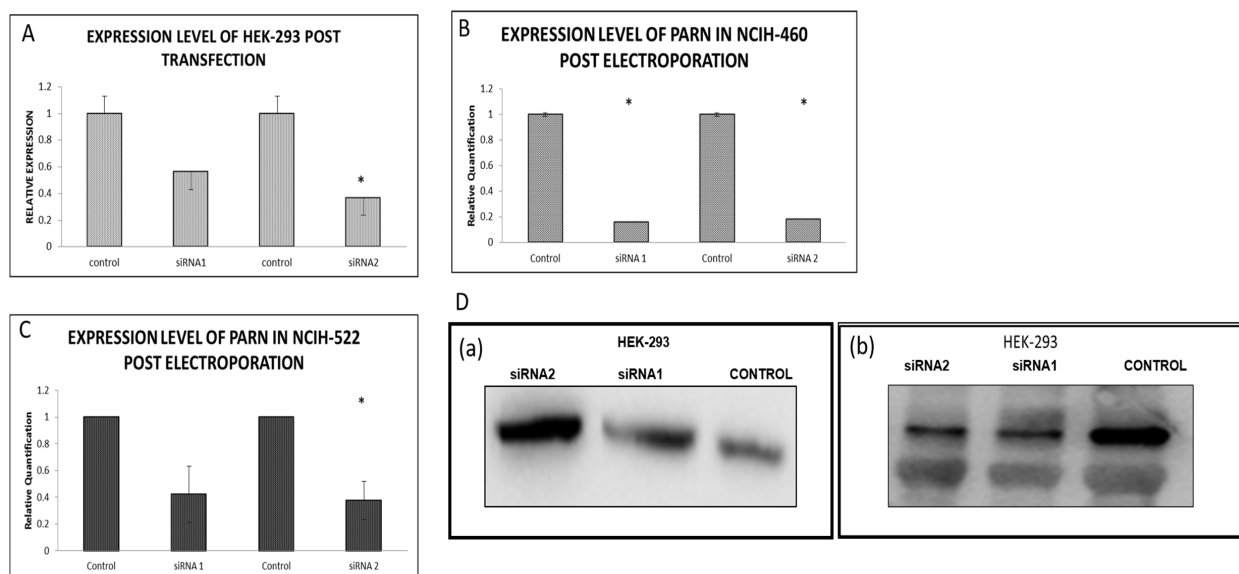 A
EXPRESSION LEVEL OF HEK-293 POST
TRANSFECTION
RELATIVE EXPRESSION
1.2
1
0.8
0.6
0.4
0.2
0
*
control
siRNA1
control
siRNA2
B
EXPRESSION LEVEL OF PARN IN NCIH-460
POST ELECTROPORATION
Relative Quantification
1.2
1
0.8
0.6
0.4
0.2
0
*
*
Control
siRNA 1
Control
siRNA 2
C
EXPRESSION LEVEL OF PARN IN NCIH-522
POST ELECTROPORATION
Relative Quantification
1.2
1
0.8
0.6
0.4
0.2
0
*
Control
siRNA 1
Control
siRNA 2
D
(a)
HEK-293
siRNA2 siRNA1 CONTROL
(b)
HEK-293
siRNA2 siRNA1 CONTROL